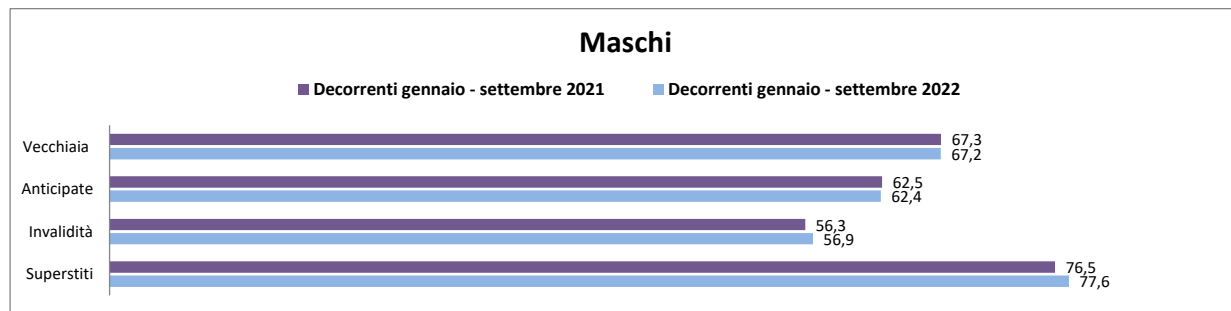 Maschi
Decorrenti gennaio - settembre 2021 Decorrenti gennaio - settembre 2022
Vecchiaia 67,3
67,2
Anticipate 62,5
62,4
Invalidità 56,3
56,9
Superstiti 76,5
77,6